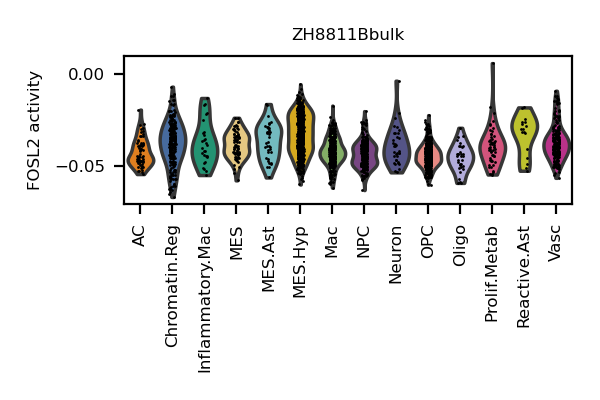 ZH8811Bbulk
FOSL2 activity
0.00
−0.05
AC
Chromatin.Reg
Inflammatory.Mac
MES
MES.Ast
MES.Hyp
Mac
NPC
Neuron
OPC
Oligo
Prolif.Metab
Reactive.Ast
Vasc